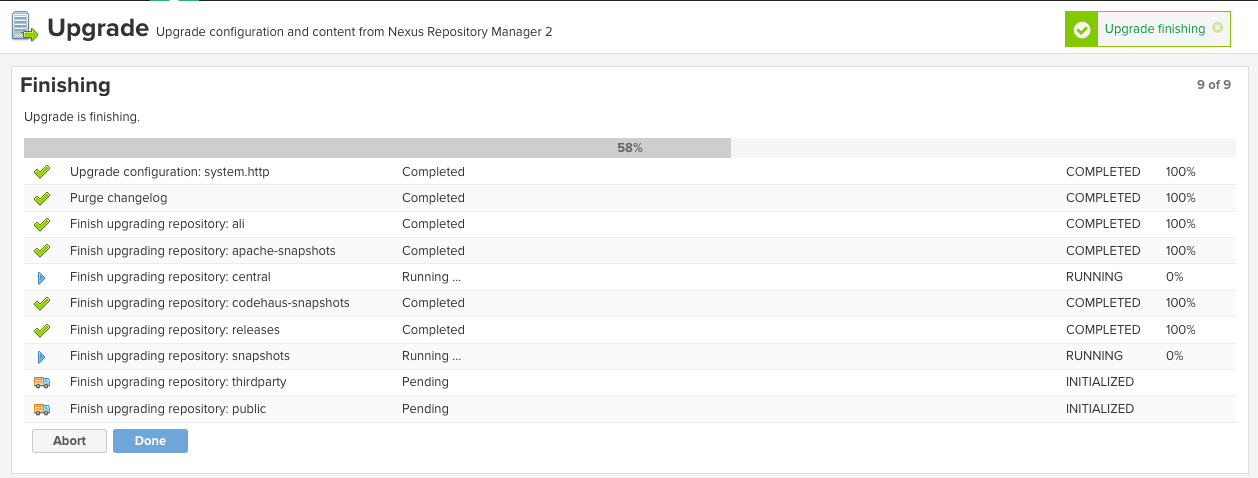 Upgrade Upgrade configuration and content from Nexus Repository Manager 2
Upgrade finishing
Finishing 9 of 9
Upgrade is finishing.
58%
Upgrade configuration: system.http Completed COMPLETED 100%
Purge changelog Completed COMPLETED 100%
Finish upgrading repository: ali Completed COMPLETED 100%
Finish upgrading repository: apache-snapshots Completed COMPLETED 100%
Finish upgrading repository: central Running ... RUNNING 0%
Finish upgrading repository: codehaus-snapshots Completed COMPLETED 100%
Finish upgrading repository: releases Completed COMPLETED 100%
Finish upgrading repository: snapshots Running ... RUNNING 0%
Finish upgrading repository: thirdparty Pending INITIALIZED
Finish upgrading repository: public Pending INITIALIZED
Abort Done